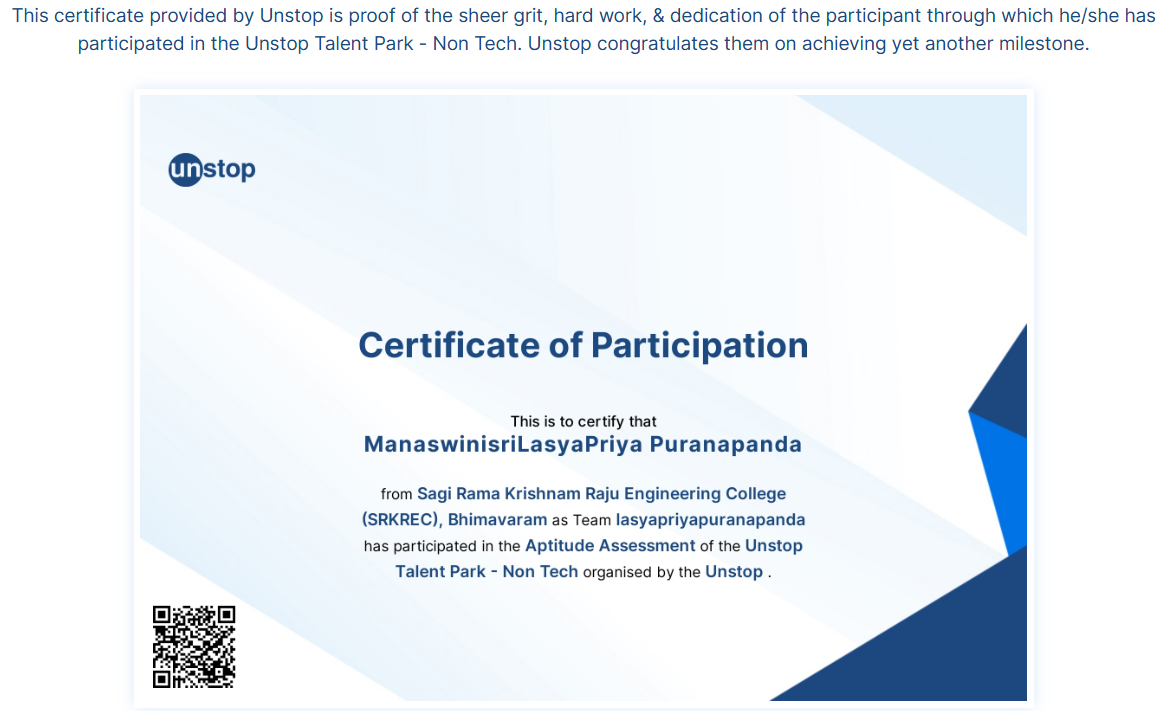 This certificate provided by Unstop is proof of the sheer grit, hard work, & dedication of the participant through which he/she has
participated in the Unstop Talent Park - Non Tech. Unstop congratulates them on achieving yet another milestone.
unstop
Certificate of Participation
This is to certify that
ManaswinisriLasyaPriya Puranapanda
from Sagi Rama Krishnam Raju Engineering College
(SRKREC), Bhimavaram as Team lasyapriyapuranapanda
has participated in the Aptitude Assessment of the Unstop
Talent Park - Non Tech organised by the Unstop .